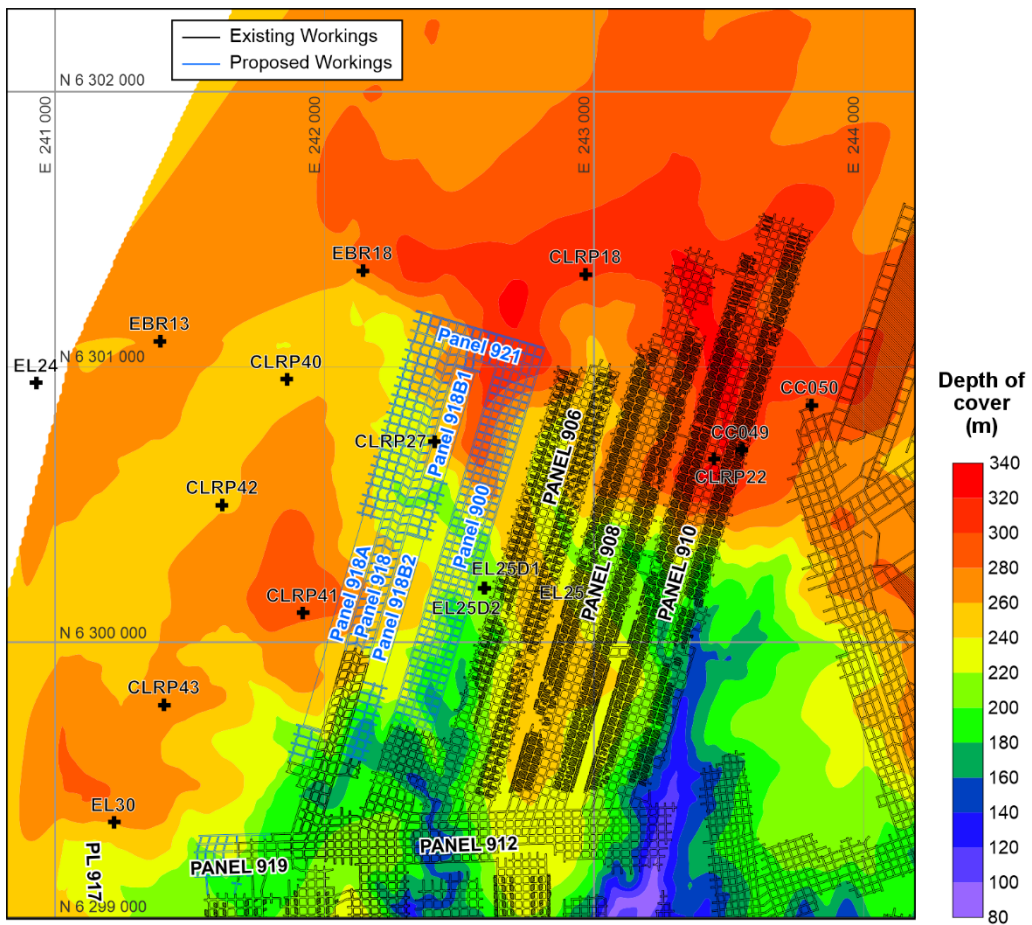 Existing Workings
Proposed Workings
N 6 302 000
E 241 000
E 242 000
E 243 000
E 244 000
EBR18
CLRP18
EBR13
N 6 301 000
EL24
CLRP40
Panel 921
CC050
CLRP27
Panel 918B1
PANEL 906
CC049
CLRP22
CLRP42
Panel 900
EL25D1
EL25
EL25D2
PANEL 908
PANEL 910
CLRP41
Panel 918A
Panel 918
Panel 918B2
N 6 300 000
CLRP43
EL30
PL 917
PANEL 919
PANEL 912
N 6 299 000
Depth of
cover
(m)
340
320
300
280
260
240
220
200
180
160
140
120
100
80